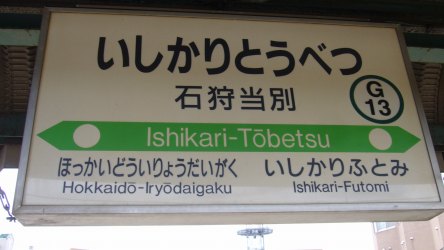 いしかりとうべつ
石狩当別
G
13
Ishikari-Tōbetsu
ほっかいどういりょうだいがく
Hokkaidō-Iryōdaigaku
いしかりふとみ
Ishikari-Futomi